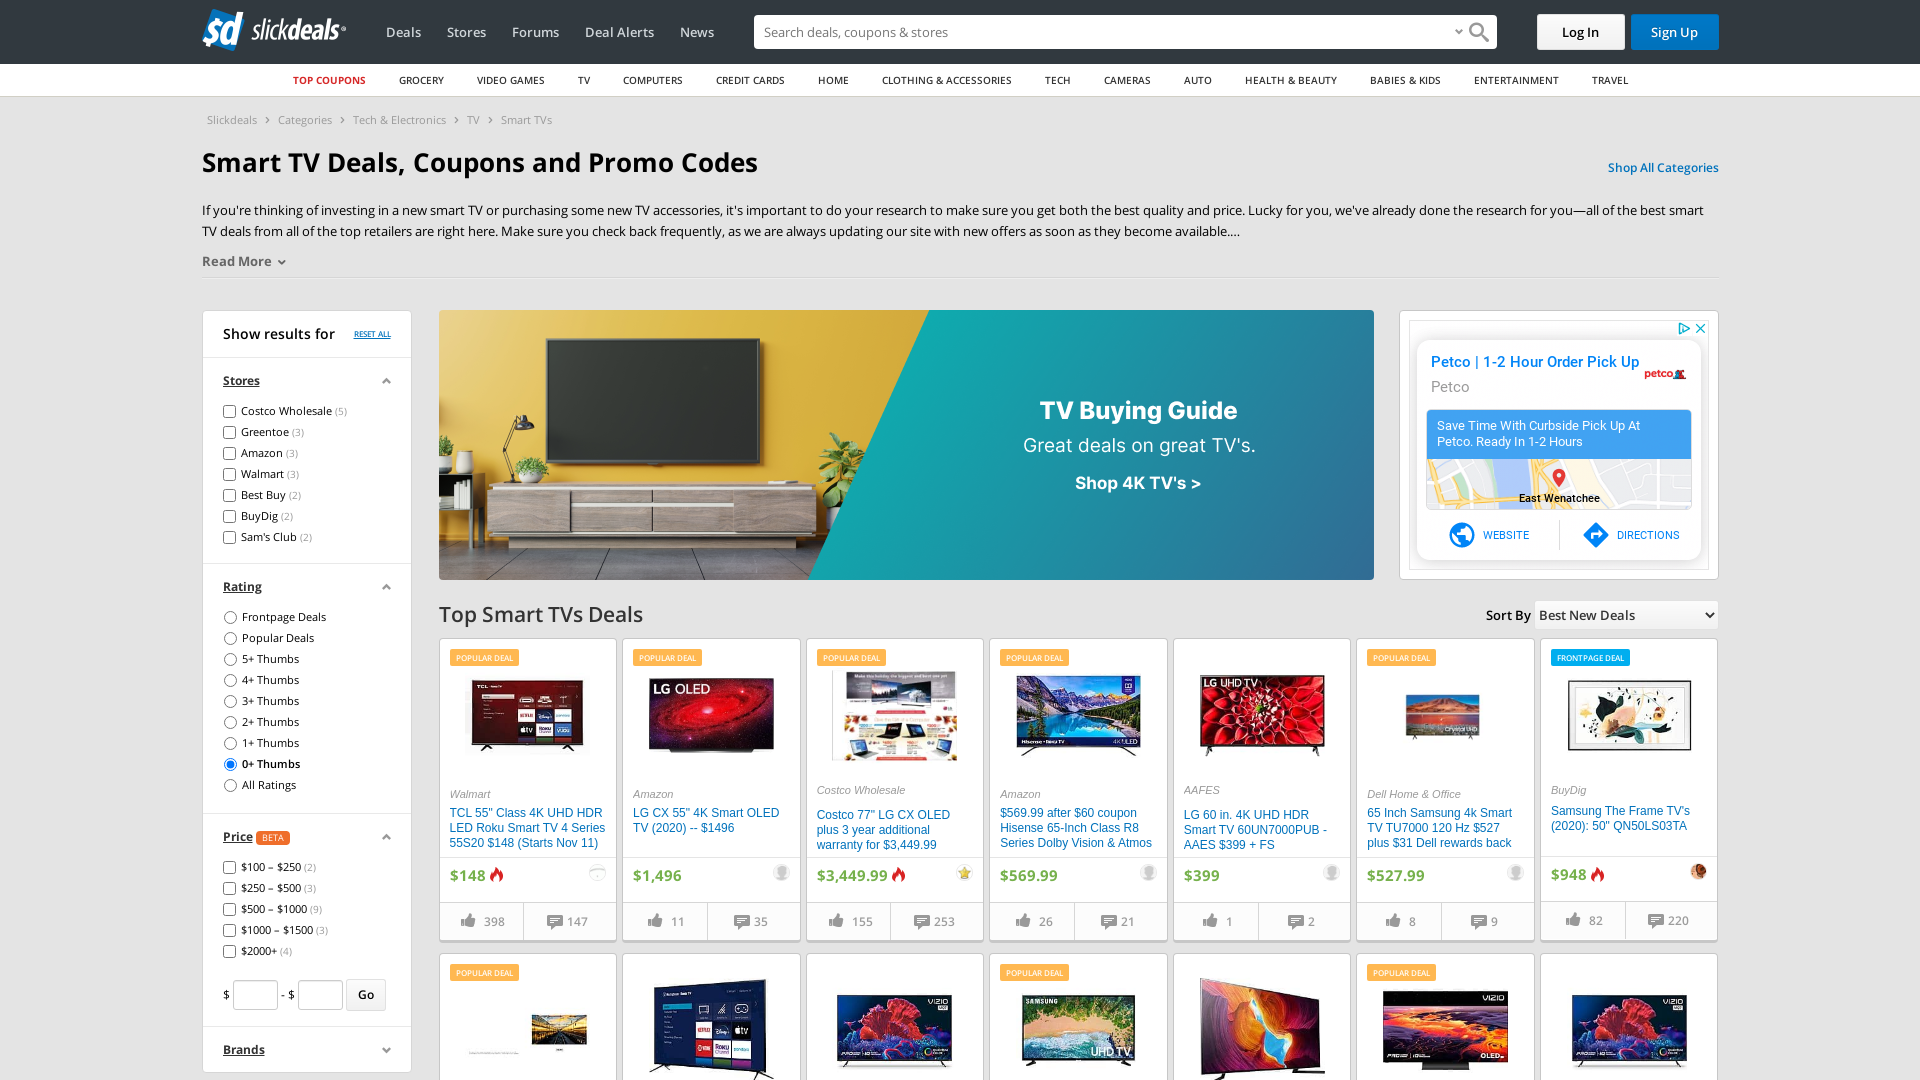 sd slickdeals
Deals
Stores
Forums
Deal Alerts
News
Search deals, coupons & stores
Log In
Sign Up
TOP COUPONS
GROCERY
VIDEO GAMES
TV
COMPUTERS
CREDIT CARDS
HOME
CLOTHING & ACCESSORIES
TECH
CAMERAS
AUTO
HEALTH & BEAUTY
BABIES & KIDS
ENTERTAINMENT
TRAVEL
Slickdeals > Categories > Tech & Electronics > TV > Smart TVs
Smart TV Deals, Coupons and Promo Codes
Shop All Categories
If you're thinking of investing in a new smart TV or purchasing some new TV accessories, it's important to do your research to make sure you get both the best quality and price. Lucky for you, we've already done the research for you—all of the best smart
TV deals from all of the top retailers are right here. Make sure you check back frequently, as we are always updating our site with new offers as soon as they become available.…
Read More
Show results for
RESET ALL
Stores
Costco Wholesale (5)
Greentoe (3)
Amazon (3)
Walmart (3)
Best Buy (2)
BuyDig (2)
Sam's Club (2)
Rating
Frontpage Deals
Popular Deals
5+ Thumbs
4+ Thumbs
3+ Thumbs
2+ Thumbs
1+ Thumbs
0+ Thumbs
All Ratings
Price BETA
$100 – $250 (2)
$250 – $500 (3)
$500 – $1000 (9)
$1000 – $1500 (3)
$2000+ (4)
$ - $ Go
Brands
TV Buying Guide
Great deals on great TV's.
Shop 4K TV's >
Petco | 1-2 Hour Order Pick Up
Petco
petco
Save Time With Curbside Pick Up At
Petco. Ready In 1-2 Hours
East Wenatchee
WEBSITE
DIRECTIONS
Top Smart TVs Deals
Sort By Best New Deals
POPULAR DEAL
TCL
Walmart
TCL 55" Class 4K UHD HDR
LED Roku Smart TV 4 Series
55S20 $148 (Starts Nov 11)
$148
398
147
POPULAR DEAL
LG OLED
Amazon
LG CX 55" 4K Smart OLED
TV (2020) -- $1496
$1,496
11
35
POPULAR DEAL
Costco Wholesale
Costco 77" LG CX OLED
plus 3 year additional
warranty for $3,449.99
$3,449.99
155
253
POPULAR DEAL
Hisense Roku TV
4K ULED
Amazon
$569.99 after $60 coupon
Hisense 65-Inch Class R8
Series Dolby Vision & Atmos
$569.99
26
21
LG UHD TV
AAFES
LG 60 in. 4K UHD HDR
Smart TV 60UN7000PUB -
AAES $399 + FS
$399
1
2
POPULAR DEAL
Crystal UHD
Dell Home & Office
65 Inch Samsung 4k Smart
TV TU7000 120 Hz $527
plus $31 Dell rewards back
$527.99
8
9
FRONTPAGE DEAL
BuyDig
Samsung The Frame TV's
(2020): 50" QN50LS03TA
$948
82
220
POPULAR DEAL
VIZIO
POPULAR DEAL
SAMSUNG
UHD TV
POPULAR DEAL
VIZIO
OLED
VIZIO